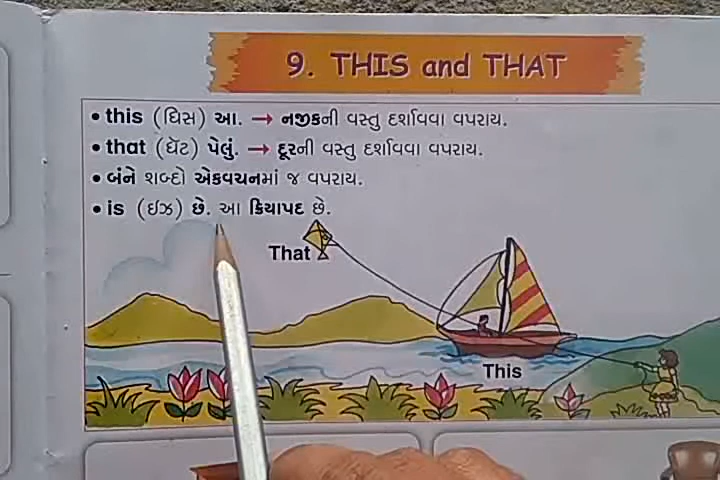 9. THIS and THAT
• this (ધિસ) આ. → નજીકની વસ્તુ દર્શાવવા વપરાય.
• that (ધૅટ) પેલું. → દૂરની વસ્તુ દર્શાવવા વપરાય.
• બંને શબ્દો એકવચનમાં જ વપરાય.
• is (ઇઝ) છે. આ ક્રિયાપદ છે.
That
This